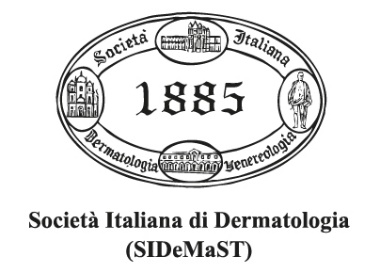 Società Italiana
1885
Dermatologia Venereologia
Società Italiana di Dermatologia
(SIDeMaST)